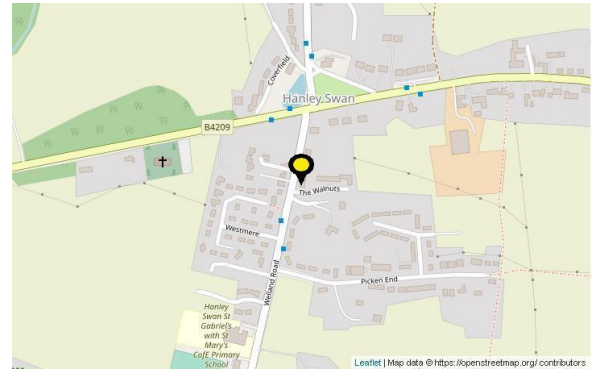 Coverfield
Hanley Swan
B4209
The Walnuts
Westmere
Picken End
Welland Road
Hanley
Swan St
Gabriel's
with St
Mary's
CofE Primary
School
Leaflet | Map data © https://openstreetmap.org/ contributors